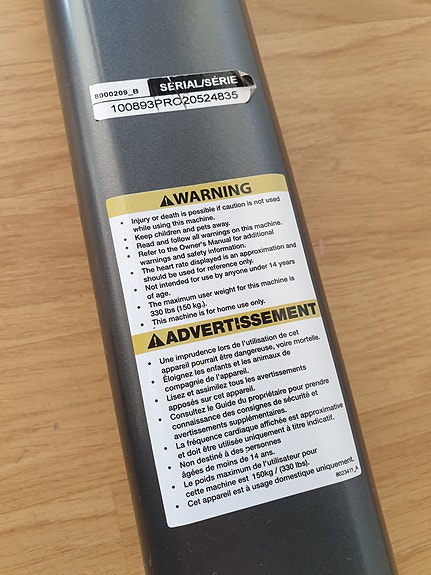 8000209_B SERIAL/SÉRIE
100893PRO20524835
WARNING
• Injury or death is possible if caution is not used
while using this machine.
• Keep children and pets away.
• Read and follow all warnings on this machine.
• Refer to the Owner's Manual for additional
warnings and safety information.
• The heart rate displayed is an approximation and
should be used for reference only.
• Not intended for use by anyone under 14 years
of age.
• The maximum user weight for this machine is
330 lbs (150 kg.).
• This machine is for home use only.
ADVERTISSEMENT
• Une imprudence lors de l'utilisation de cet
appareil pourrait être dangereuse, voire mortelle.
• Éloignez les enfants et les animaux de
compagnie de l'appareil.
• Lisez et assimilez tous les avertissements
apposés sur cet appareil.
• Consultez le Guide du propriétaire pour prendre
connaissance des consignes de sécurité et
avertissements supplémentaires.
• La fréquence cardiaque affichée est approximative
et doit être utilisée uniquement à titre indicatif.
• Non destiné à des personnes
âgées de moins de 14 ans.
• Le poids maximum de l'utilisateur pour
cette machine est 150kg / (330 lbs).
• Cet appareil est à usage domestique uniquement.
8023411_A